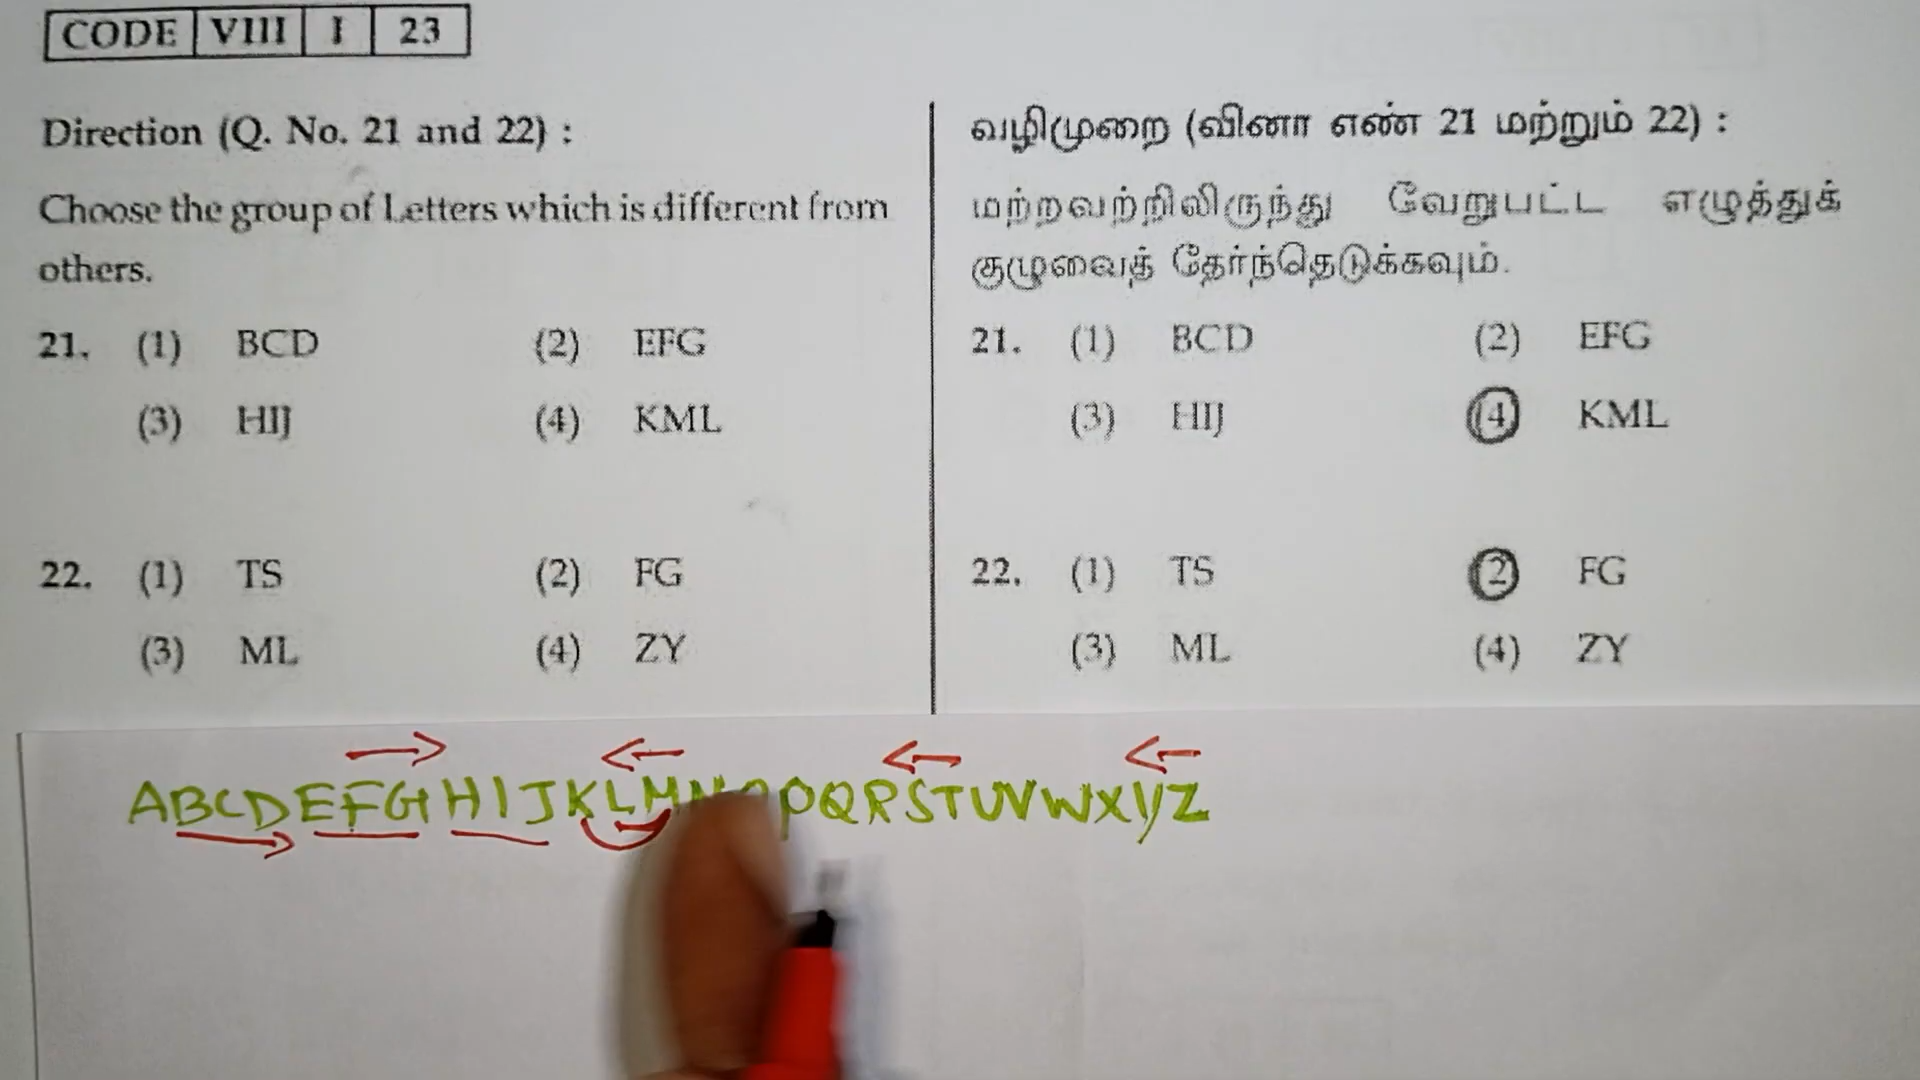 CODE VIII I 23
Direction (Q. No. 21 and 22) :
Choose the group of Letters which is different from
others.
21. (1) BCD (2) EFG
(3) HIJ (4) KML
22. (1) TS (2) FG
(3) ML (4) ZY
வழிமுறை (வினா எண் 21 மற்றும் 22) :
மற்றவற்றிலிருந்து வேறுபட்ட எழுத்துக்
குழுவைத் தேர்ந்தெடுக்கவும்.
21. (1) BCD (2) EFG
(3) HIJ (4) KML
22. (1) TS (2) FG
(3) ML (4) ZY
ABCDEFGHIJKLMNOPQRSTUVWXYZ